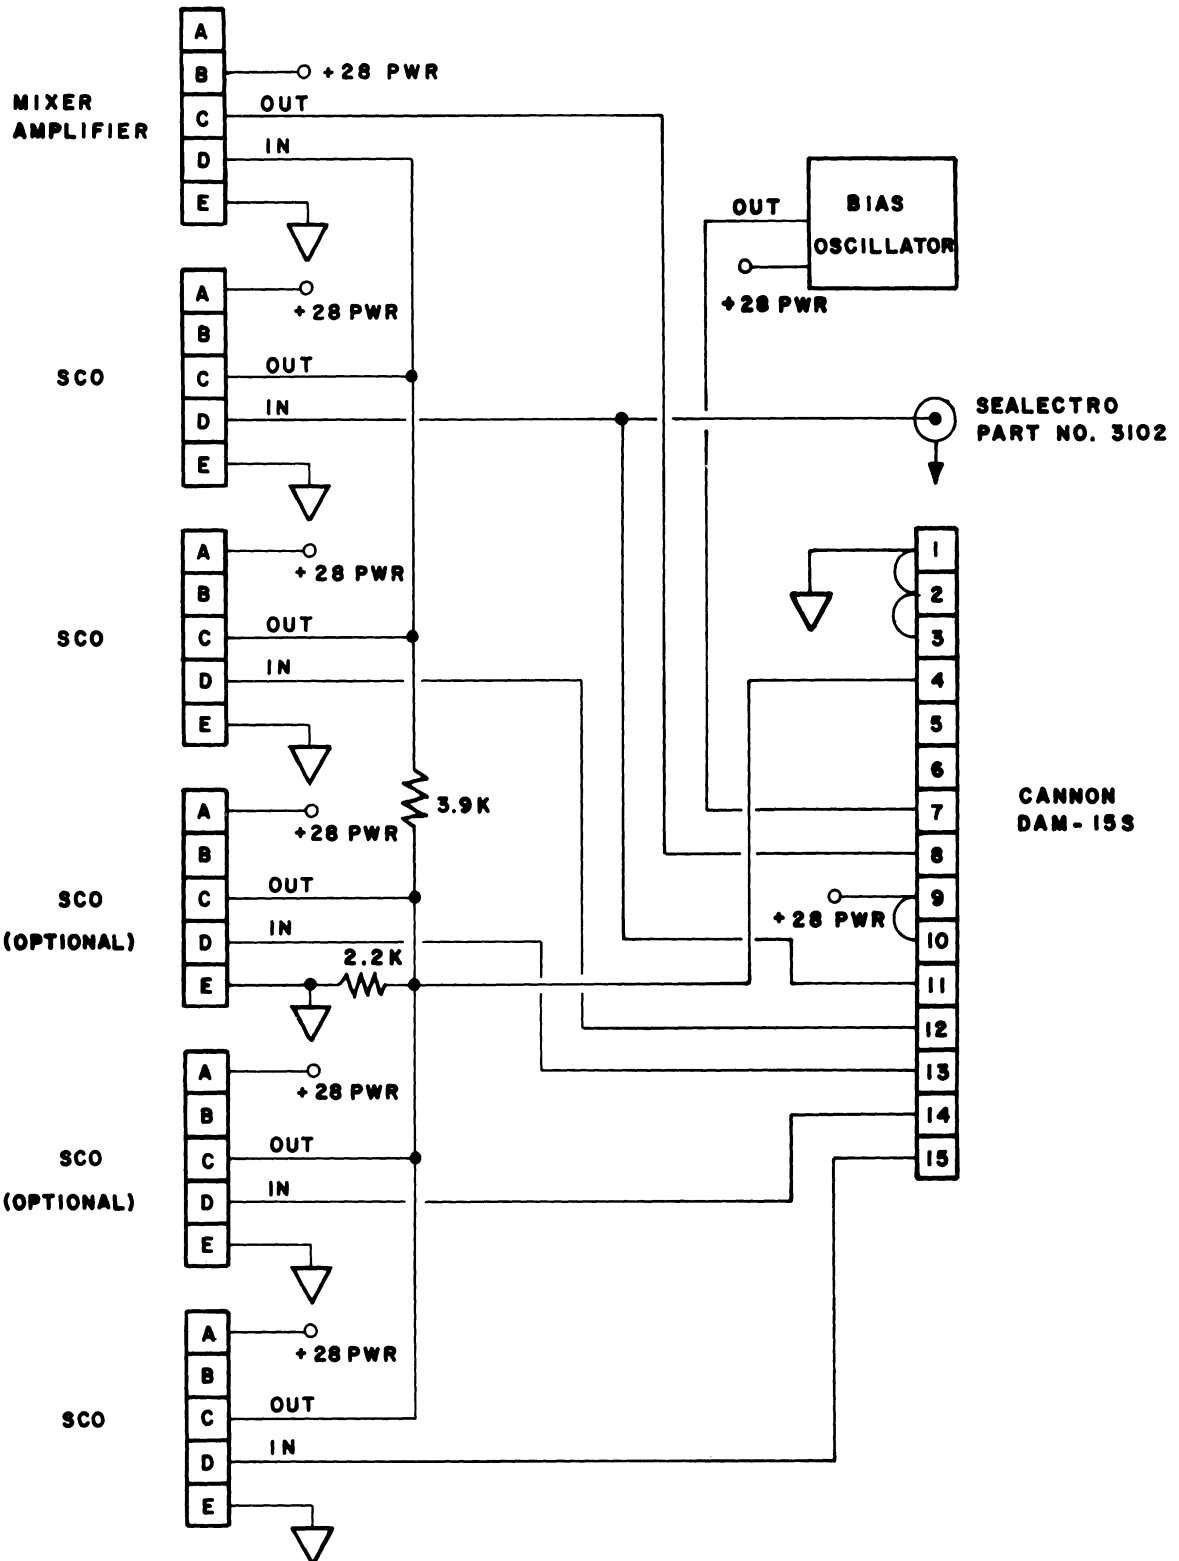 MIXER
AMPLIFIER
A
B
C
D
E
+28 PWR
OUT
IN
BIAS
OSCILLATOR
OUT
+28 PWR
SCO
A
B
C
D
E
+28 PWR
OUT
IN
SEALECTRO
PART NO. 3102
SCO
A
B
C
D
E
+28 PWR
OUT
IN
3.9K
SCO
(OPTIONAL)
A
B
C
D
E
+28 PWR
OUT
IN
2.2K
SCO
(OPTIONAL)
A
B
C
D
E
+28 PWR
OUT
IN
SCO
A
B
C
D
E
+28 PWR
OUT
IN
1
2
3
4
5
6
7
8
9
10
11
12
13
14
15
+28 PWR
CANNON
DAM-15S